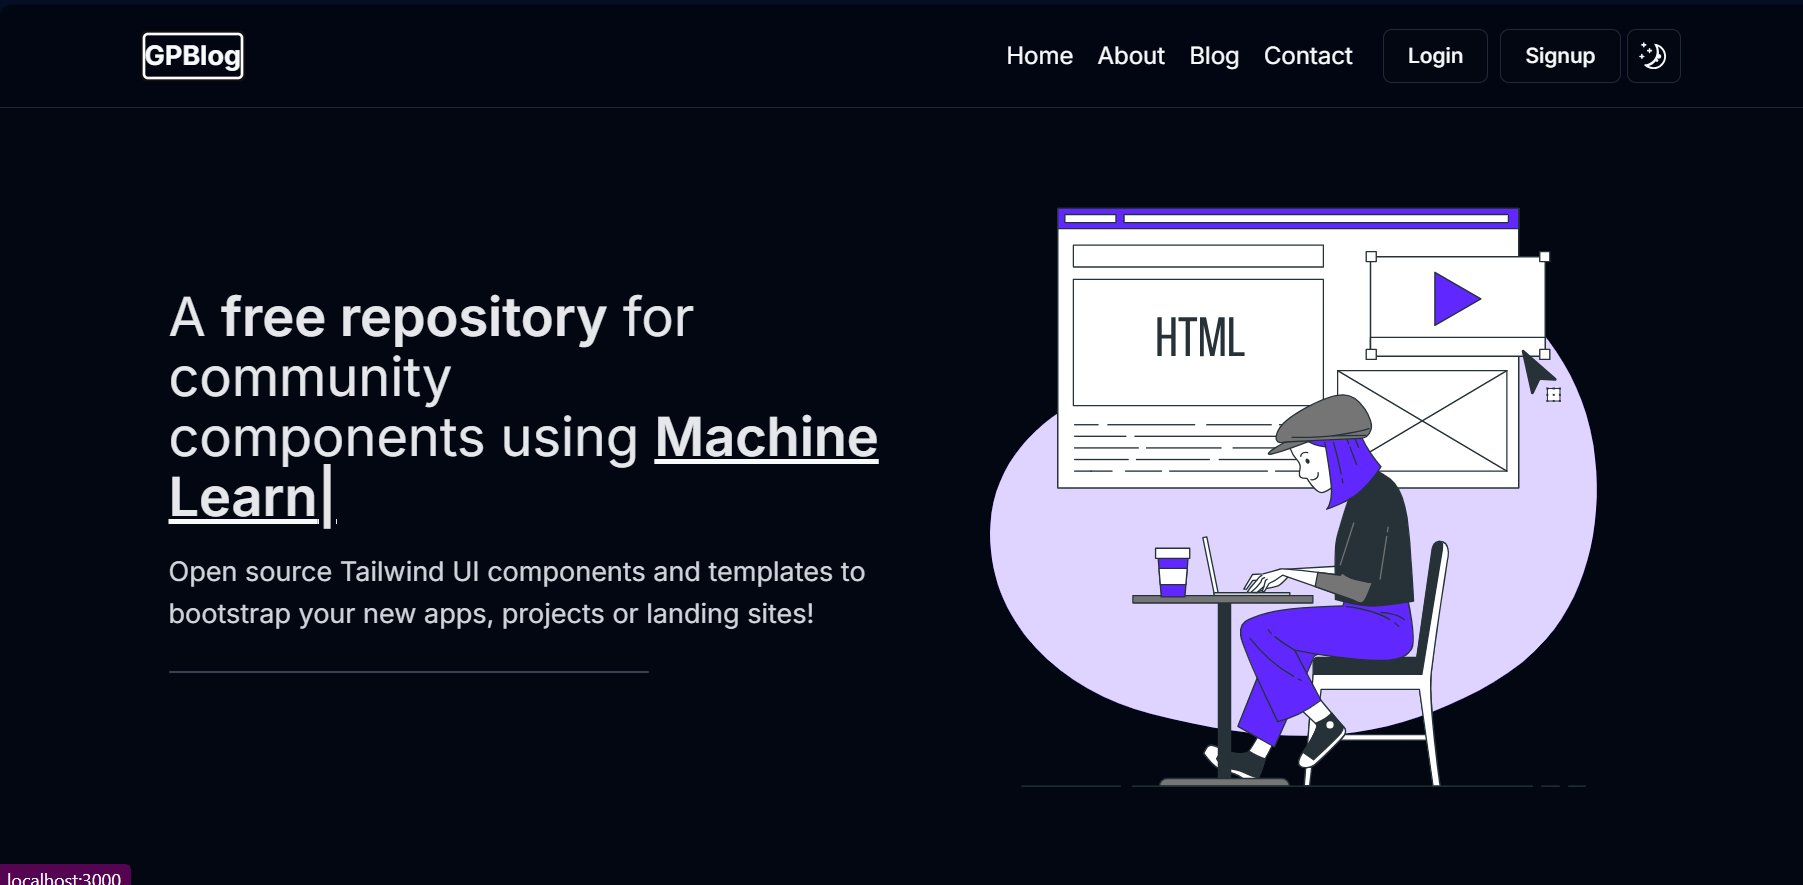 GPBlog
Home About Blog Contact Login Signup
HTML
A free repository for
community
components using Machine
Learn|
Open source Tailwind UI components and templates to
bootstrap your new apps, projects or landing sites!
localhost:3000